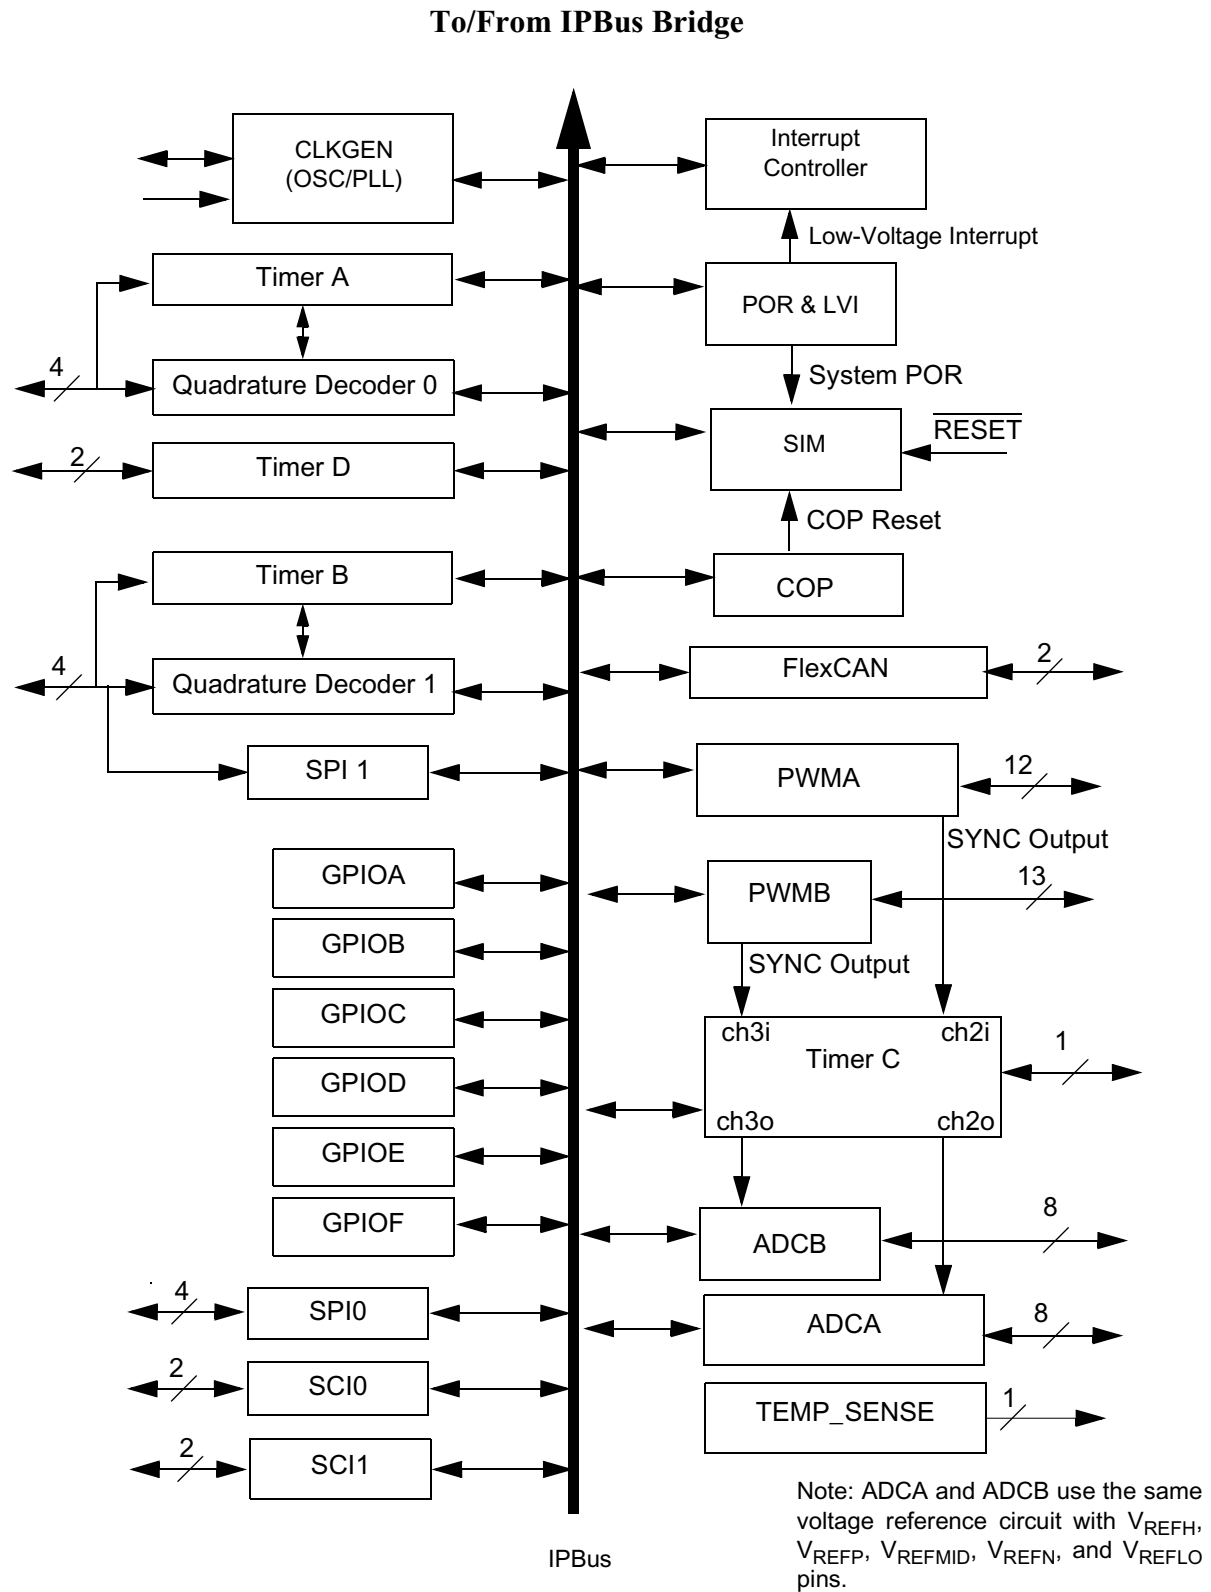 To/From IPBus Bridge
CLKGEN
(OSC/PLL)
Timer A
4
Quadrature Decoder 0
2
Timer D
Timer B
4
Quadrature Decoder 1
SPI 1
GPIOA
GPIOB
GPIOC
GPIOD
GPIOE
GPIOF
4
SPI0
2
SCI0
2
SCI1
IPBus
Interrupt
Controller
Low-Voltage Interrupt
POR & LVI
System POR
SIM
RESET
COP Reset
COP
FlexCAN
2
PWMA
12
SYNC Output
PWMB
13
SYNC Output
ch3i
ch2i
Timer C
1
ch3o
ch2o
ADCB
8
ADCA
8
TEMP_SENSE
1
Note: ADCA and ADCB use the same
voltage reference circuit with VREFH,
VREFP, VREFMID, VREFN, and VREFLO
pins.